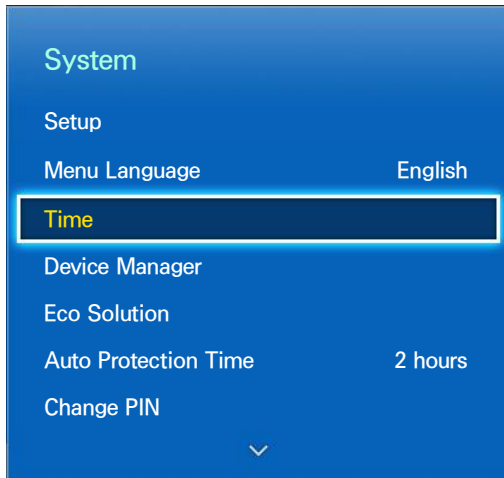 System
Setup
Menu Language English
Time
Device Manager
Eco Solution
Auto Protection Time 2 hours
Change PIN